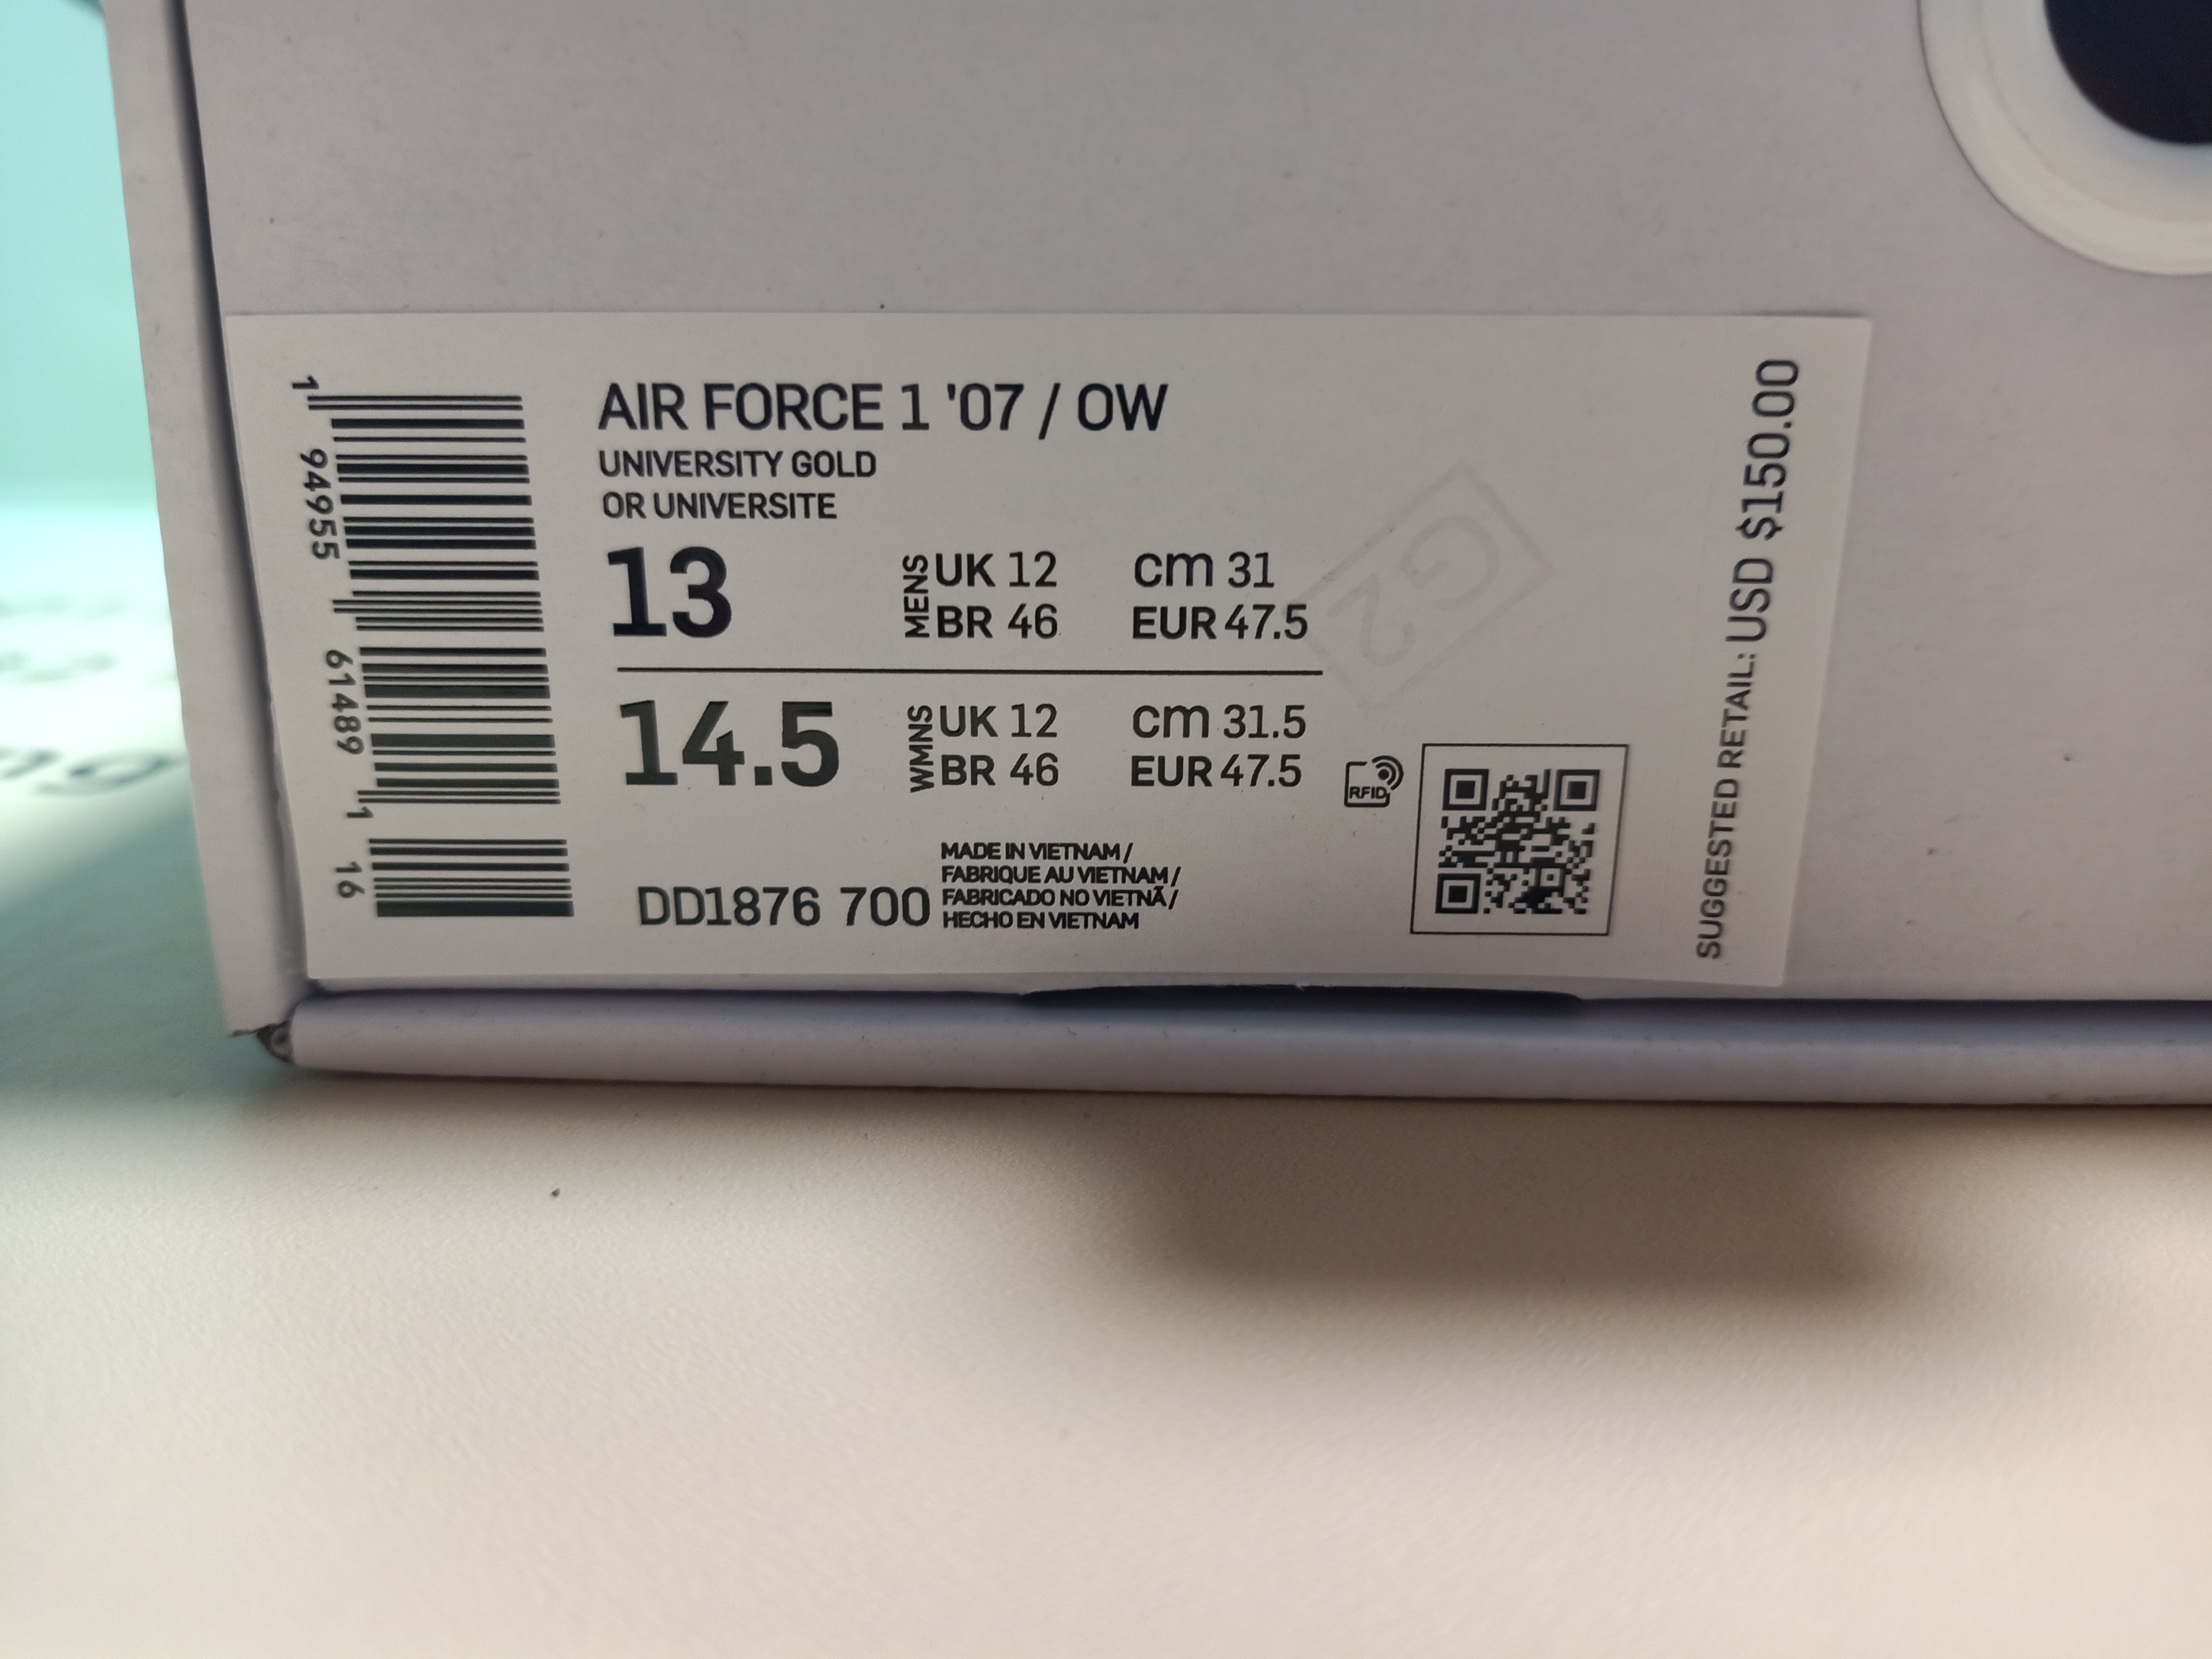 AIR FORCE 1 '07 / OW
UNIVERSITY GOLD
OR UNIVERSITE
13
MENS
UK 12 cm 31
BR 46 EUR 47.5
14.5
WMNS
UK 12 cm 31.5
BR 46 EUR 47.5
DD1876 700
MADE IN VIETNAM /
FABRIQUE AU VIETNAM /
FABRICADO NO VIETNÃ /
HECHO EN VIETNAM
RFID
1 94955 61489 1 16
G2
SUGGESTED RETAIL: USD $150.00